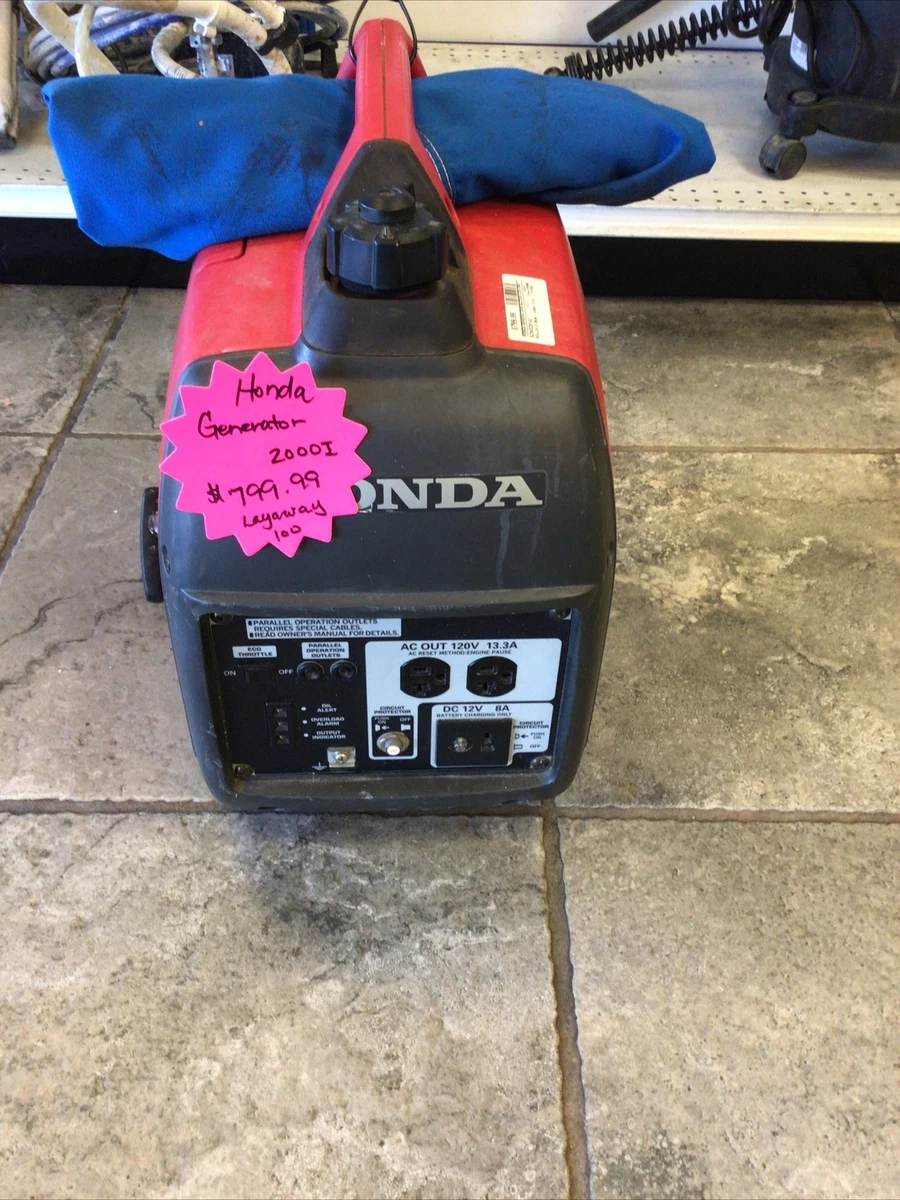 Honda
Generator
2000I
$799.99
Layaway
100
ONDA
PARALLEL OPERATION OUTLETS
REQUIRES SPECIAL CABLES.
READ OWNER'S MANUAL FOR DETAILS.
ECO
THROTTLE
ON
OFF
PARALLEL
OPERATION
OUTLETS
AC OUT 120V 13.3A
AC RESET METHOD:ENGINE PAUSE
OIL
ALERT
OVERLOAD
ALARM
OUTPUT
INDICATOR
CIRCUIT
PROTECTOR
PUSH
ON
OFF
DC 12V 8A
BATTERY CHARGING ONLY
CIRCUIT
PROTECTOR
PUSH
ON
OFF